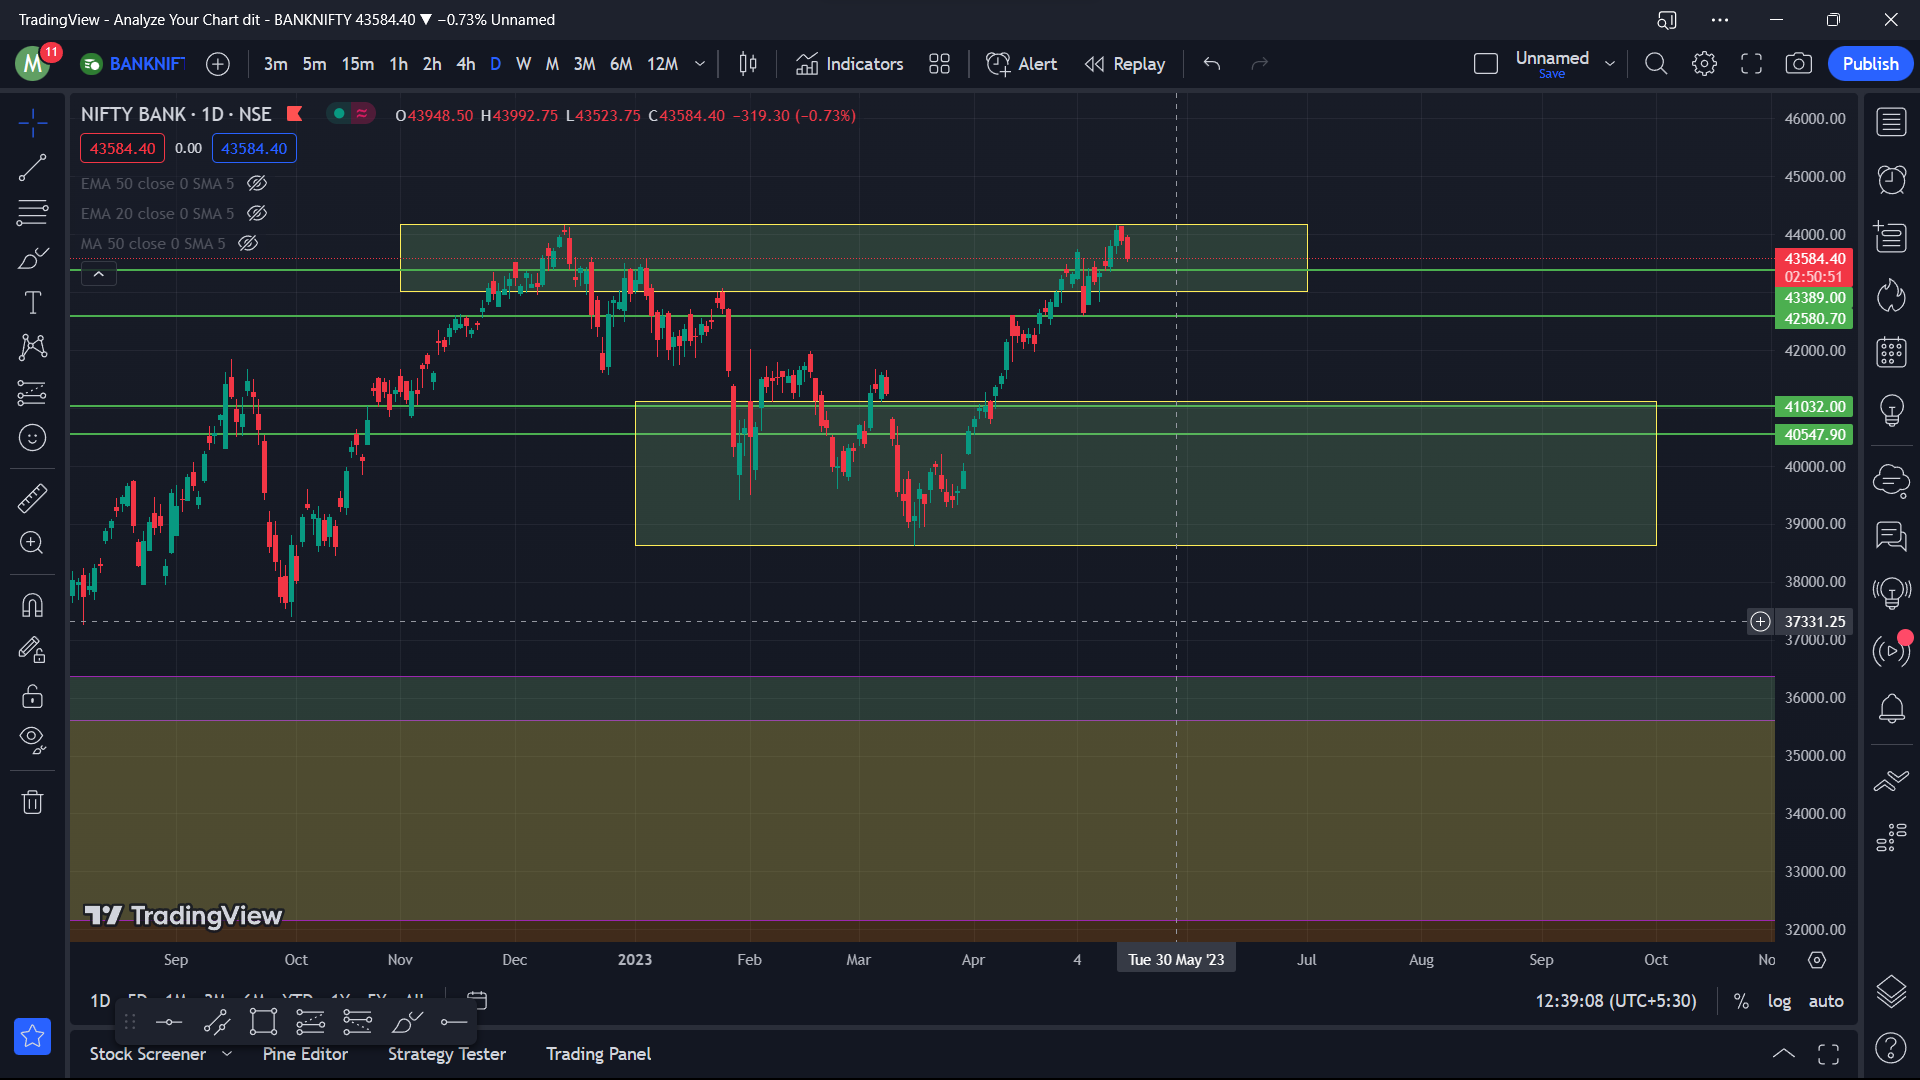 TradingView - Analyze Your Chart dit - BANKNIFTY 43584.40 ▼ −0.73% Unnamed
M 11 BANKNIFT 3m 5m 15m 1h 2h 4h D W M 3M 6M 12M Indicators Alert Replay Unnamed Save Publish
NIFTY BANK · 1D · NSE O43948.50 H43992.75 L43523.75 C43584.40 −319.30 (−0.73%)
43584.40 0.00 43584.40
EMA 50 close 0 SMA 5
EMA 20 close 0 SMA 5
MA 50 close 0 SMA 5
46000.00
45000.00
44000.00
43584.40
02:50:51
43389.00
42580.70
42000.00
41032.00
40547.90
40000.00
39000.00
38000.00
37331.25
37000.00
36000.00
35000.00
34000.00
33000.00
32000.00
TradingView
Sep Oct Nov Dec 2023 Feb Mar Apr 4 Tue 30 May '23 Jul Aug Sep Oct No
1D 5D 1M 3M 6M YTD 1Y 5Y All 12:39:08 (UTC+5:30) % log auto
Stock Screener Pine Editor Strategy Tester Trading Panel